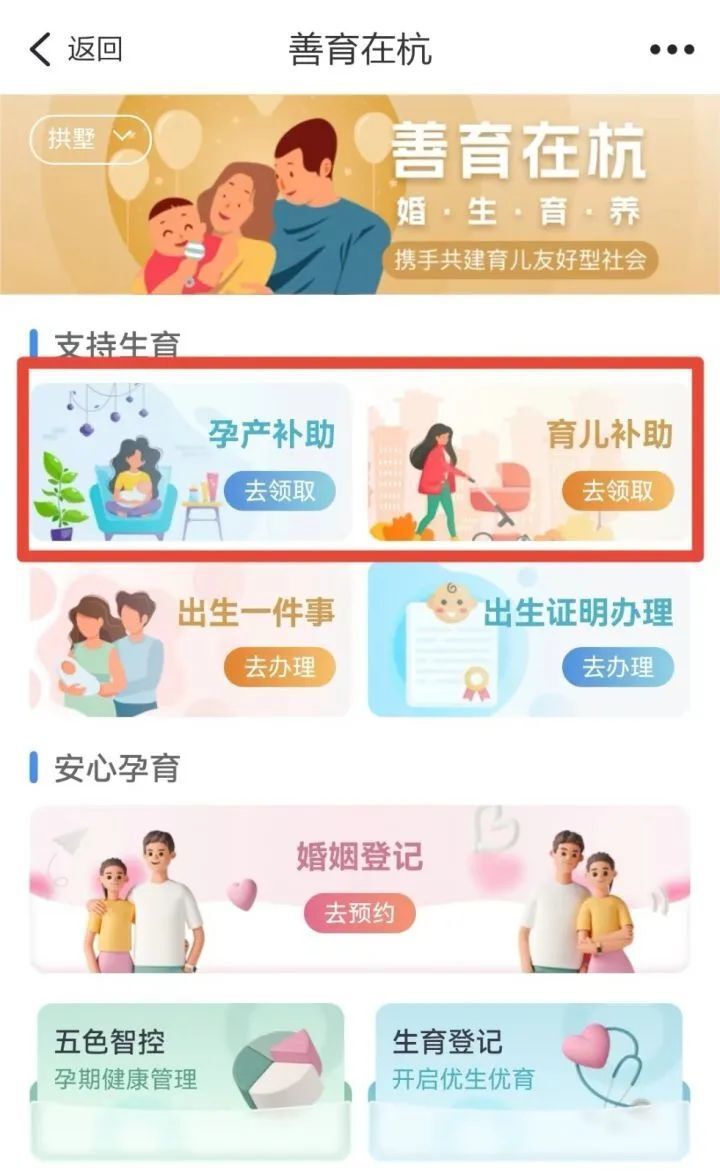 返回
善育在杭
拱墅
善育在杭
婚·生·育·养
携手共建育儿友好型社会
支持生育
孕产补助
去领取
育儿补助
去领取
出生一件事
去办理
出生证明办理
去办理
安心孕育
婚姻登记
去预约
五色智控
孕期健康管理
生育登记
开启优生优育